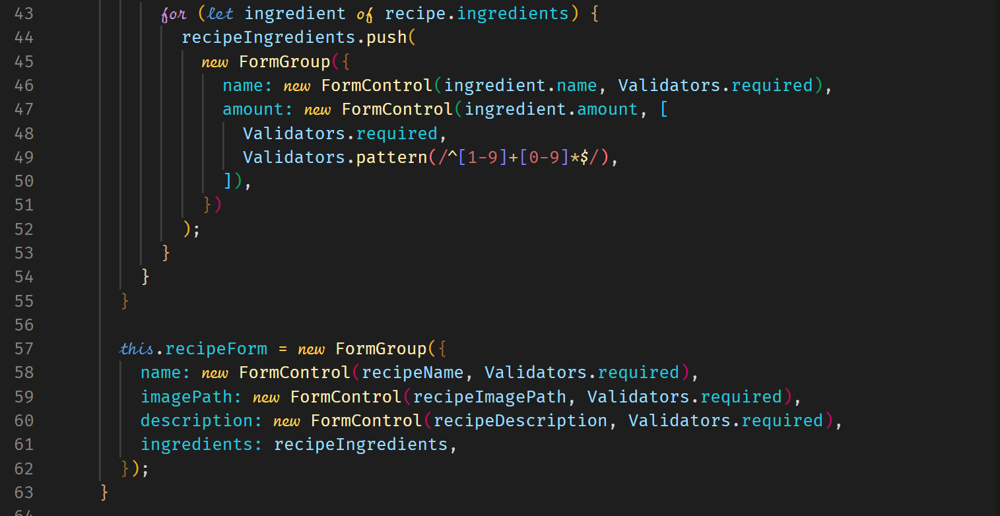 43 for (let ingredient of recipe.ingredients) {
44 recipeIngredients.push(
45 new FormGroup({
46 name: new FormControl(ingredient.name, Validators.required),
47 amount: new FormControl(ingredient.amount, [
48 Validators.required,
49 Validators.pattern(/^[1-9]+[0-9]*$/),
50 ]),
51 })
52 );
53 }
54 }
55 }
56
57 this.recipeForm = new FormGroup({
58 name: new FormControl(recipeName, Validators.required),
59 imagePath: new FormControl(recipeImagePath, Validators.required),
60 description: new FormControl(recipeDescription, Validators.required),
61 ingredients: recipeIngredients,
62 });
63 }
64